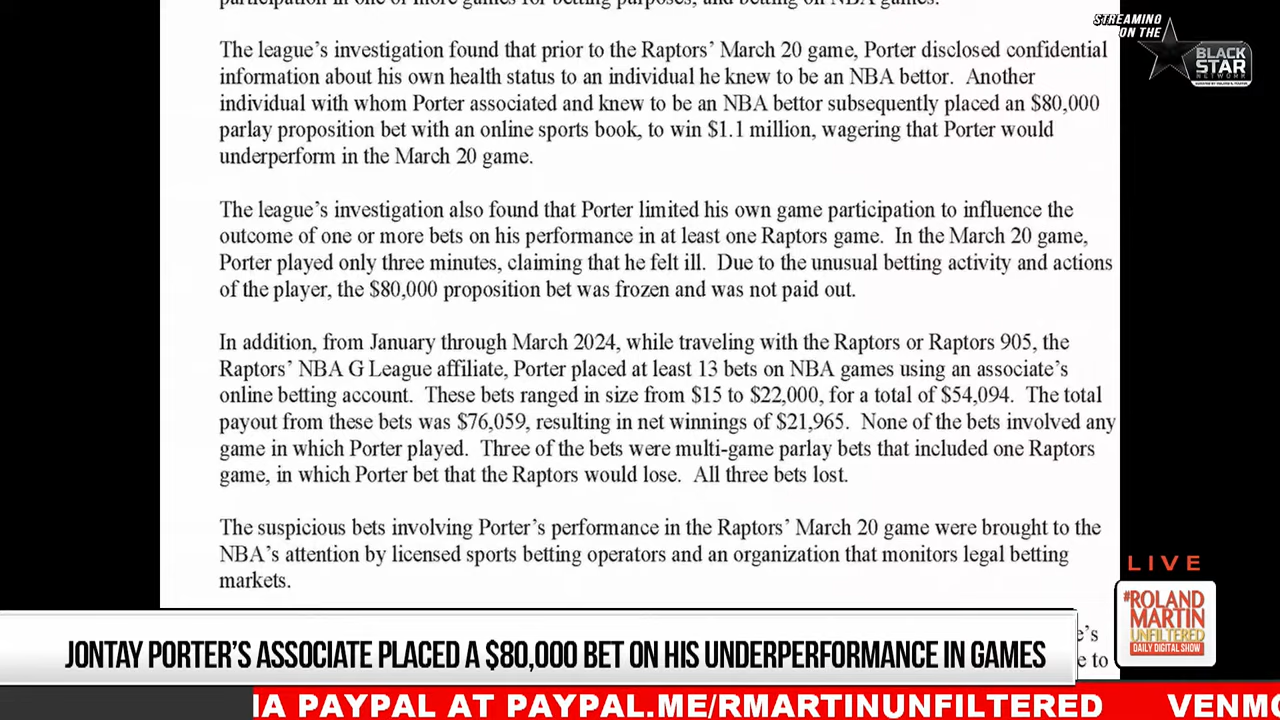 participation in one or more games for betting purposes, and betting on NBA games.
STREAMING
ON THE
BLACK
STAR
NETWORK
The league's investigation found that prior to the Raptors' March 20 game, Porter disclosed confidential
information about his own health status to an individual he knew to be an NBA bettor.  Another
individual with whom Porter associated and knew to be an NBA bettor subsequently placed an $80,000
parlay proposition bet with an online sports book, to win $1.1 million, wagering that Porter would
underperform in the March 20 game.
The league's investigation also found that Porter limited his own game participation to influence the
outcome of one or more bets on his performance in at least one Raptors game.  In the March 20 game,
Porter played only three minutes, claiming that he felt ill.  Due to the unusual betting activity and actions
of the player, the $80,000 proposition bet was frozen and was not paid out.
In addition, from January through March 2024, while traveling with the Raptors or Raptors 905, the
Raptors' NBA G League affiliate, Porter placed at least 13 bets on NBA games using an associate's
online betting account.  These bets ranged in size from $15 to $22,000, for a total of $54,094.  The total
payout from these bets was $76,059, resulting in net winnings of $21,965.  None of the bets involved any
game in which Porter played.  Three of the bets were multi-game parlay bets that included one Raptors
game, in which Porter bet that the Raptors would lose.  All three bets lost.
The suspicious bets involving Porter's performance in the Raptors' March 20 game were brought to the
NBA's attention by licensed sports betting operators and an organization that monitors legal betting
markets.
LIVE
#ROLAND
MARTIN
UNFILTERED
DAILY DIGITAL SHOW
e's
e to
JONTAY PORTER'S ASSOCIATE PLACED A $80,000 BET ON HIS UNDERPERFORMANCE IN GAMES
IA PAYPAL AT PAYPAL.ME/RMARTINUNFILTERED VENMO